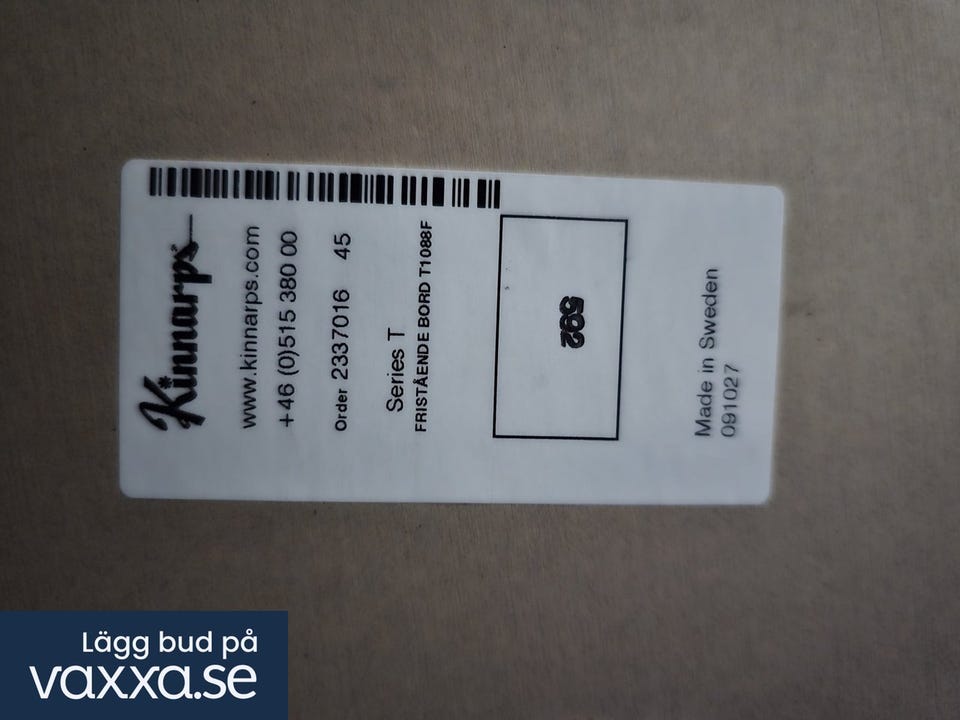 Kinnarps
www.kinnarps.com
+46 (0)515 380 00
Order 2337016 45
Series T
FRISTÅENDE BORD T1088F
592
Made in Sweden
091027
Lägg bud på
vaxxa.se